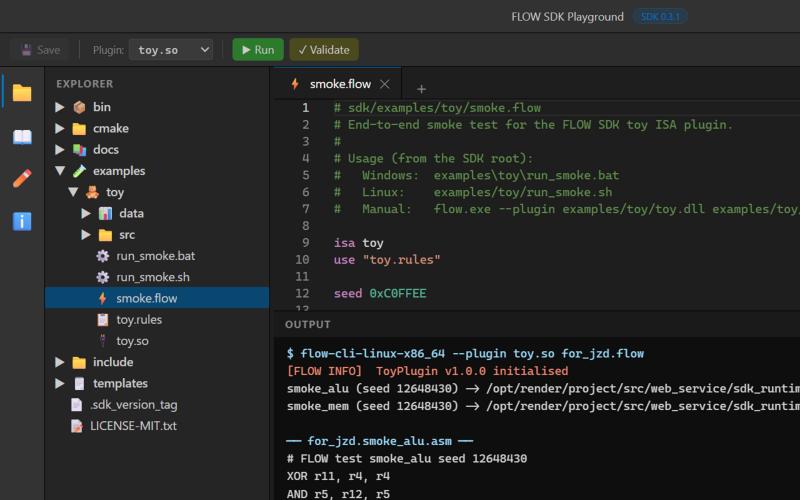 FLOW SDK Playground SDK 0.3.1
Save Plugin: toy.so Run ✓ Validate
EXPLORER
bin
cmake
docs
examples
toy
data
src
run_smoke.bat
run_smoke.sh
smoke.flow
toy.rules
toy.so
include
templates
.sdk_version_tag
LICENSE-MIT.txt
smoke.flow
1 # sdk/examples/toy/smoke.flow
2 # End-to-end smoke test for the FLOW SDK toy ISA plugin.
3 #
4 # Usage (from the SDK root):
5 #   Windows:  examples\toy\run_smoke.bat
6 #   Linux:    examples/toy/run_smoke.sh
7 #   Manual:   flow.exe --plugin examples/toy/toy.dll examples/toy/
8
9 isa toy
10 use "toy.rules"
11
12 seed 0xC0FFEE
13
OUTPUT
$ flow-cli-linux-x86_64 --plugin toy.so for_jzd.flow
[FLOW INFO]  ToyPlugin v1.0.0 initialised
smoke_alu (seed 12648430) -> /opt/render/project/src/web_service/sdk_runtim
smoke_mem (seed 12648430) -> /opt/render/project/src/web_service/sdk_runtim
── for_jzd.smoke_alu.asm ──
# FLOW test smoke_alu seed 12648430
XOR r11, r4, r4
AND r5, r12, r5